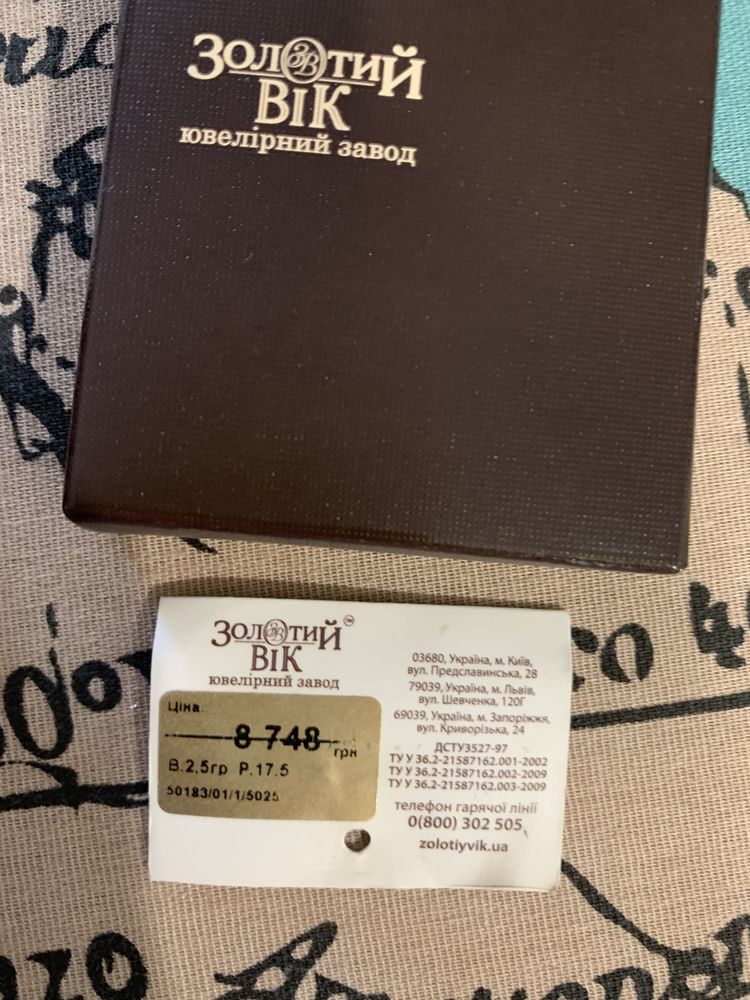 ЗОЛОТИЙ
ВІК
ювелірний завод
ЗОЛОТИЙ™
ВІК
ювелірний завод
Ціна
8 748 грн
В.2,5гр Р.17.5
50183/01/1/5025
03680, Україна, м. Київ,
вул. Предславинська, 28
79039, Україна, м. Львів,
вул. Шевченка, 120Г
69039, Україна, м. Запоріжжя,
вул. Криворізька, 24
ДСТУ3527-97
ТУ У 36.2-21587162.001-2002
ТУ У 36.2-21587162.002-2009
ТУ У 36.2-21587162.003-2009
телефон гарячої лінії
0(800) 302 505
zolotiyvik.ua